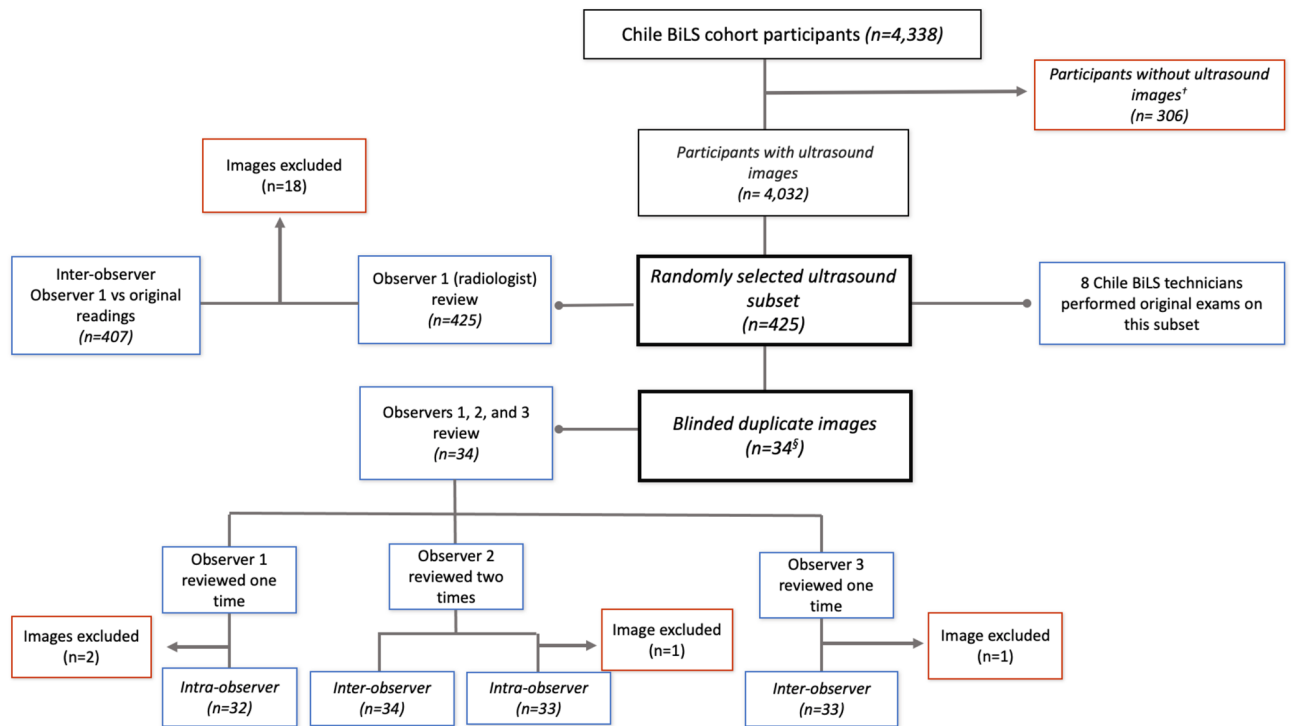 Chile BiLS cohort participants (n=4,338)
Participants without ultrasound
images†
(n= 306)
Participants with ultrasound
images
(n= 4,032)
Images excluded
(n=18)
Inter-observer
Observer 1 vs original
readings
(n=407)
Observer 1 (radiologist)
review
(n=425)
Randomly selected ultrasound
subset
(n=425)
8 Chile BiLS technicians
performed original exams on
this subset
Observers 1, 2, and 3
review
(n=34)
Blinded duplicate images
(n=34§)
Observer 1
reviewed one
time
Observer 2
reviewed two
times
Observer 3
reviewed one
time
Images excluded
(n=2)
Image excluded
(n=1)
Image excluded
(n=1)
Intra-observer
(n=32)
Inter-observer
(n=34)
Intra-observer
(n=33)
Inter-observer
(n=33)